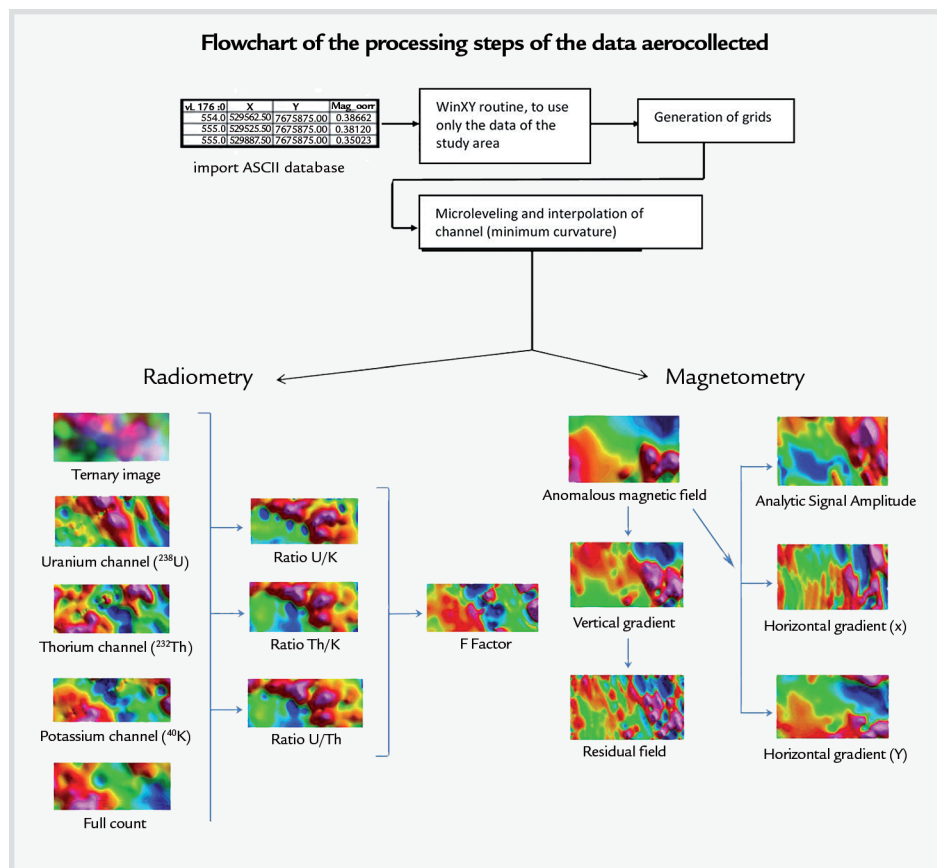 Flowchart of the processing steps of the data aerocollected
vL 176 :0 X Y Mag_oorr
554.0 529562.50 7675875.00 0.38662
555.0 529525.50 7675875.00 0.38120
555.0 529887.50 7675875.00 0.35023
import ASCII database
WinXY routine, to use
only the data of the
study area
Generation of grids
Microleveling and interpolation of
channel (minimum curvature)
Radiometry
Magnetometry
Ternary image
Uranium channel (²³⁸U)
Thorium channel (²³²Th)
Potassium channel (⁴⁰K)
Full count
Ratio U/K
Ratio Th/K
Ratio U/Th
F Factor
Anomalous magnetic field
Vertical gradient
Residual field
Analytic Signal Amplitude
Horizontal gradient (x)
Horizontal gradient (Y)